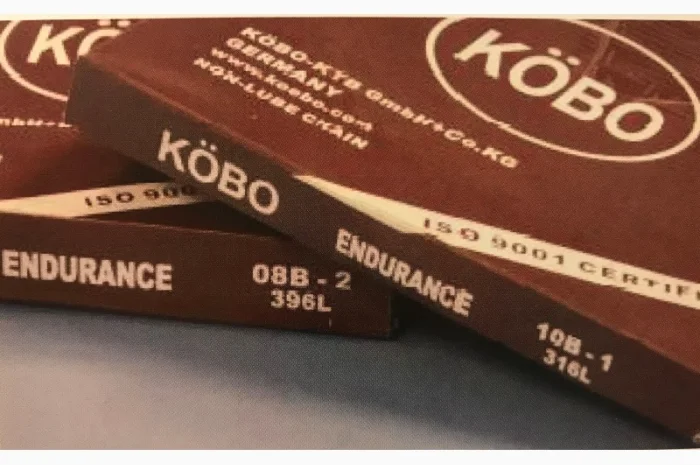 KÖ
KÖBO
KÖBO-KYB GmbH+Co.KG
GERMANY
www.koebo.com
NON-LUBE CHAIN
KÖBO
ISO 900
ISO 9001 CERTIF
ENDURANCE
08B - 2
396L
ENDURANCE
10B - 1
316L